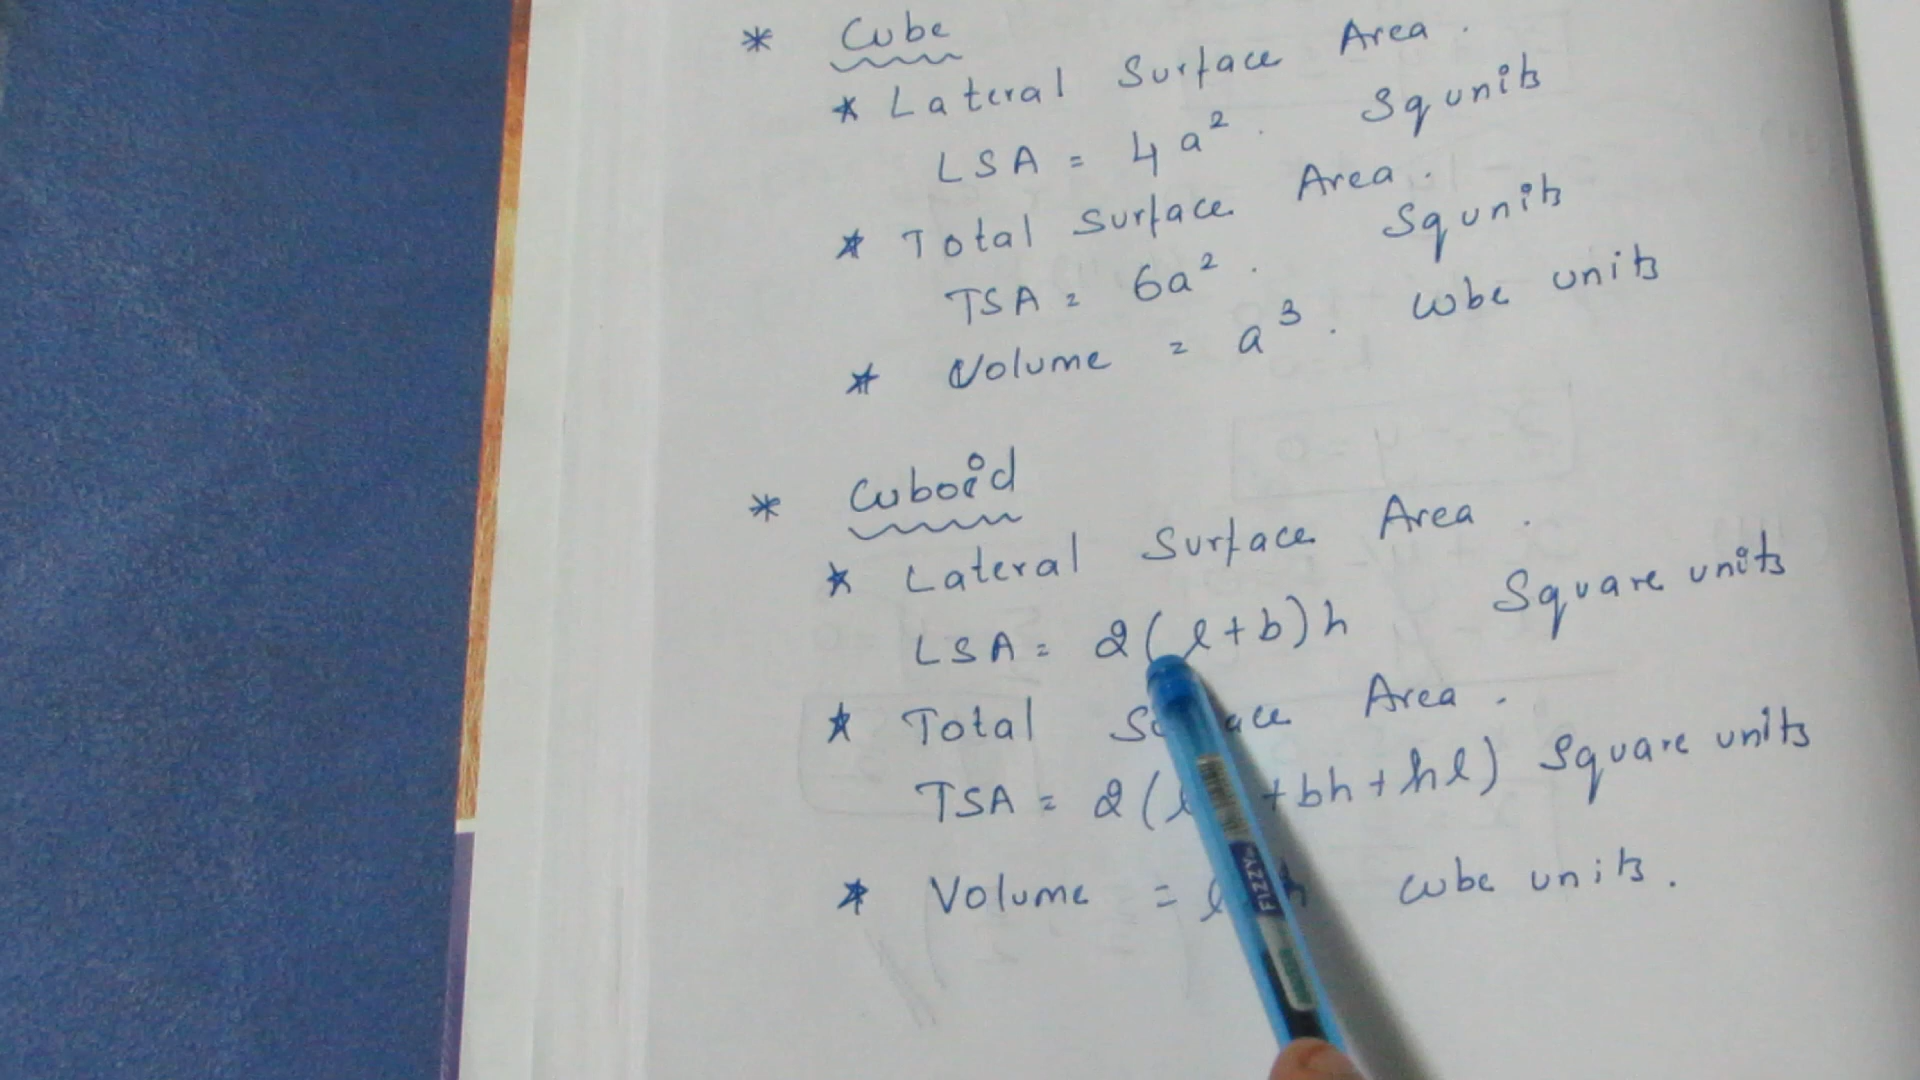 * Cube
* Lateral Surface Area.
LSA = 4a². Sq units
* Total Surface Area.
TSA = 6a². Sq units
* Volume = a³. cube units
* Cuboid
* Lateral Surface Area.
LSA = 2(l+b)h Square units
* Total Area.
TSA = 2(l +bh+hl) Square units
* Volume = l h cube units.
FIZZY